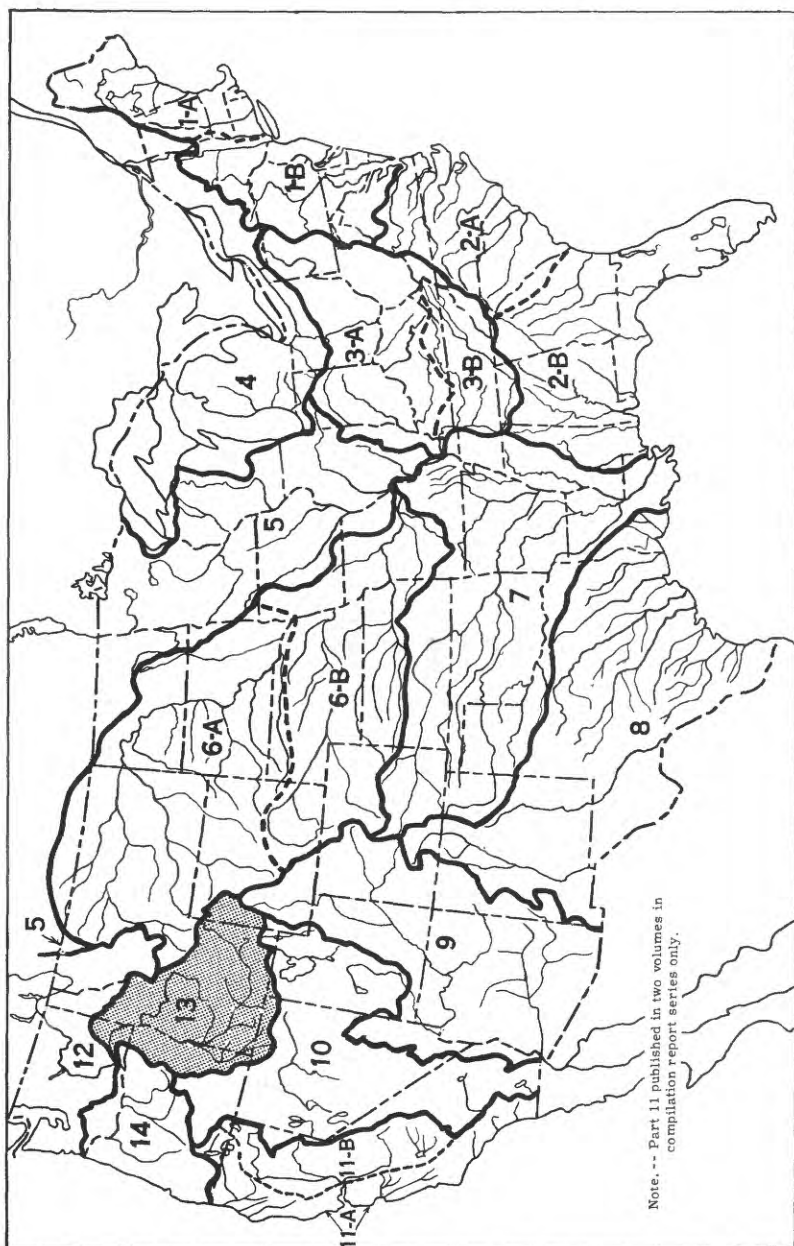 1-A
1-B
2-A
2-B
3-A
3-B
4
5
6-A
6-B
7
8
9
10
11-A
11-B
12
5
13
14
Note. -- Part 11 published in two volumes in
compilation report series only.